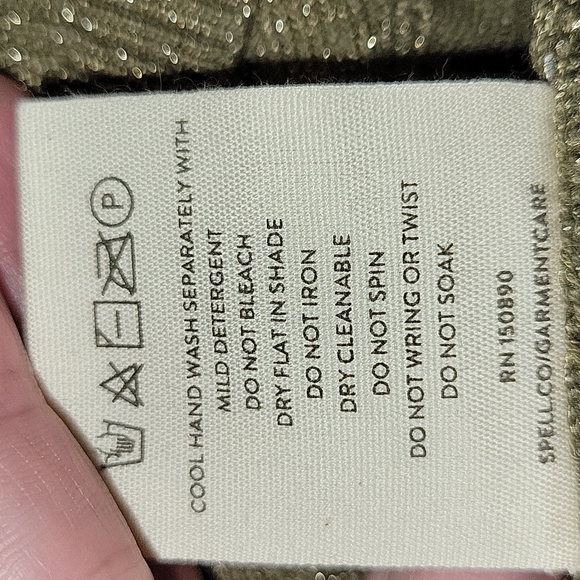 P
COOL HAND WASH SEPARATELY WITH
MILD DETERGENT
DO NOT BLEACH
DRY FLAT IN SHADE
DO NOT IRON
DRY CLEANABLE
DO NOT SPIN
DO NOT WRING OR TWIST
DO NOT SOAK
RN 150890
SPELL.CO/GARMENTCARE